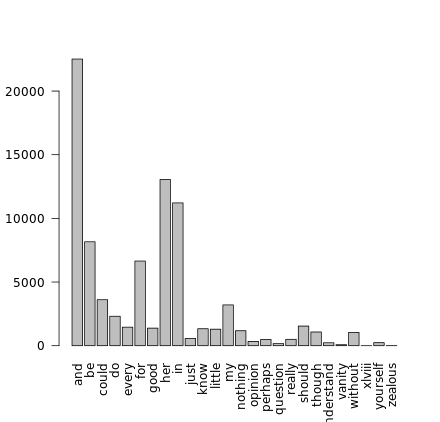 20000
15000
10000
5000
0
and
be
could
do
every
for
good
her
in
just
know
little
my
nothing
opinion
perhaps
question
really
should
though
nderstand
vanity
without
xlviii
yourself
zealous